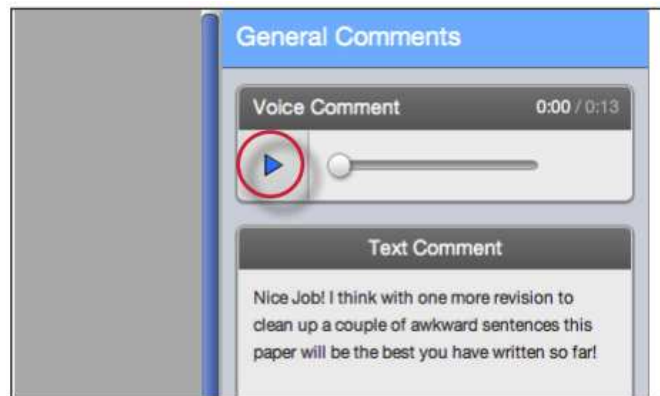 General Comments
Voice Comment 0:00 / 0:13
Text Comment
Nice Job! I think with one more revision to
clean up a couple of awkward sentences this
paper will be the best you have written so far!